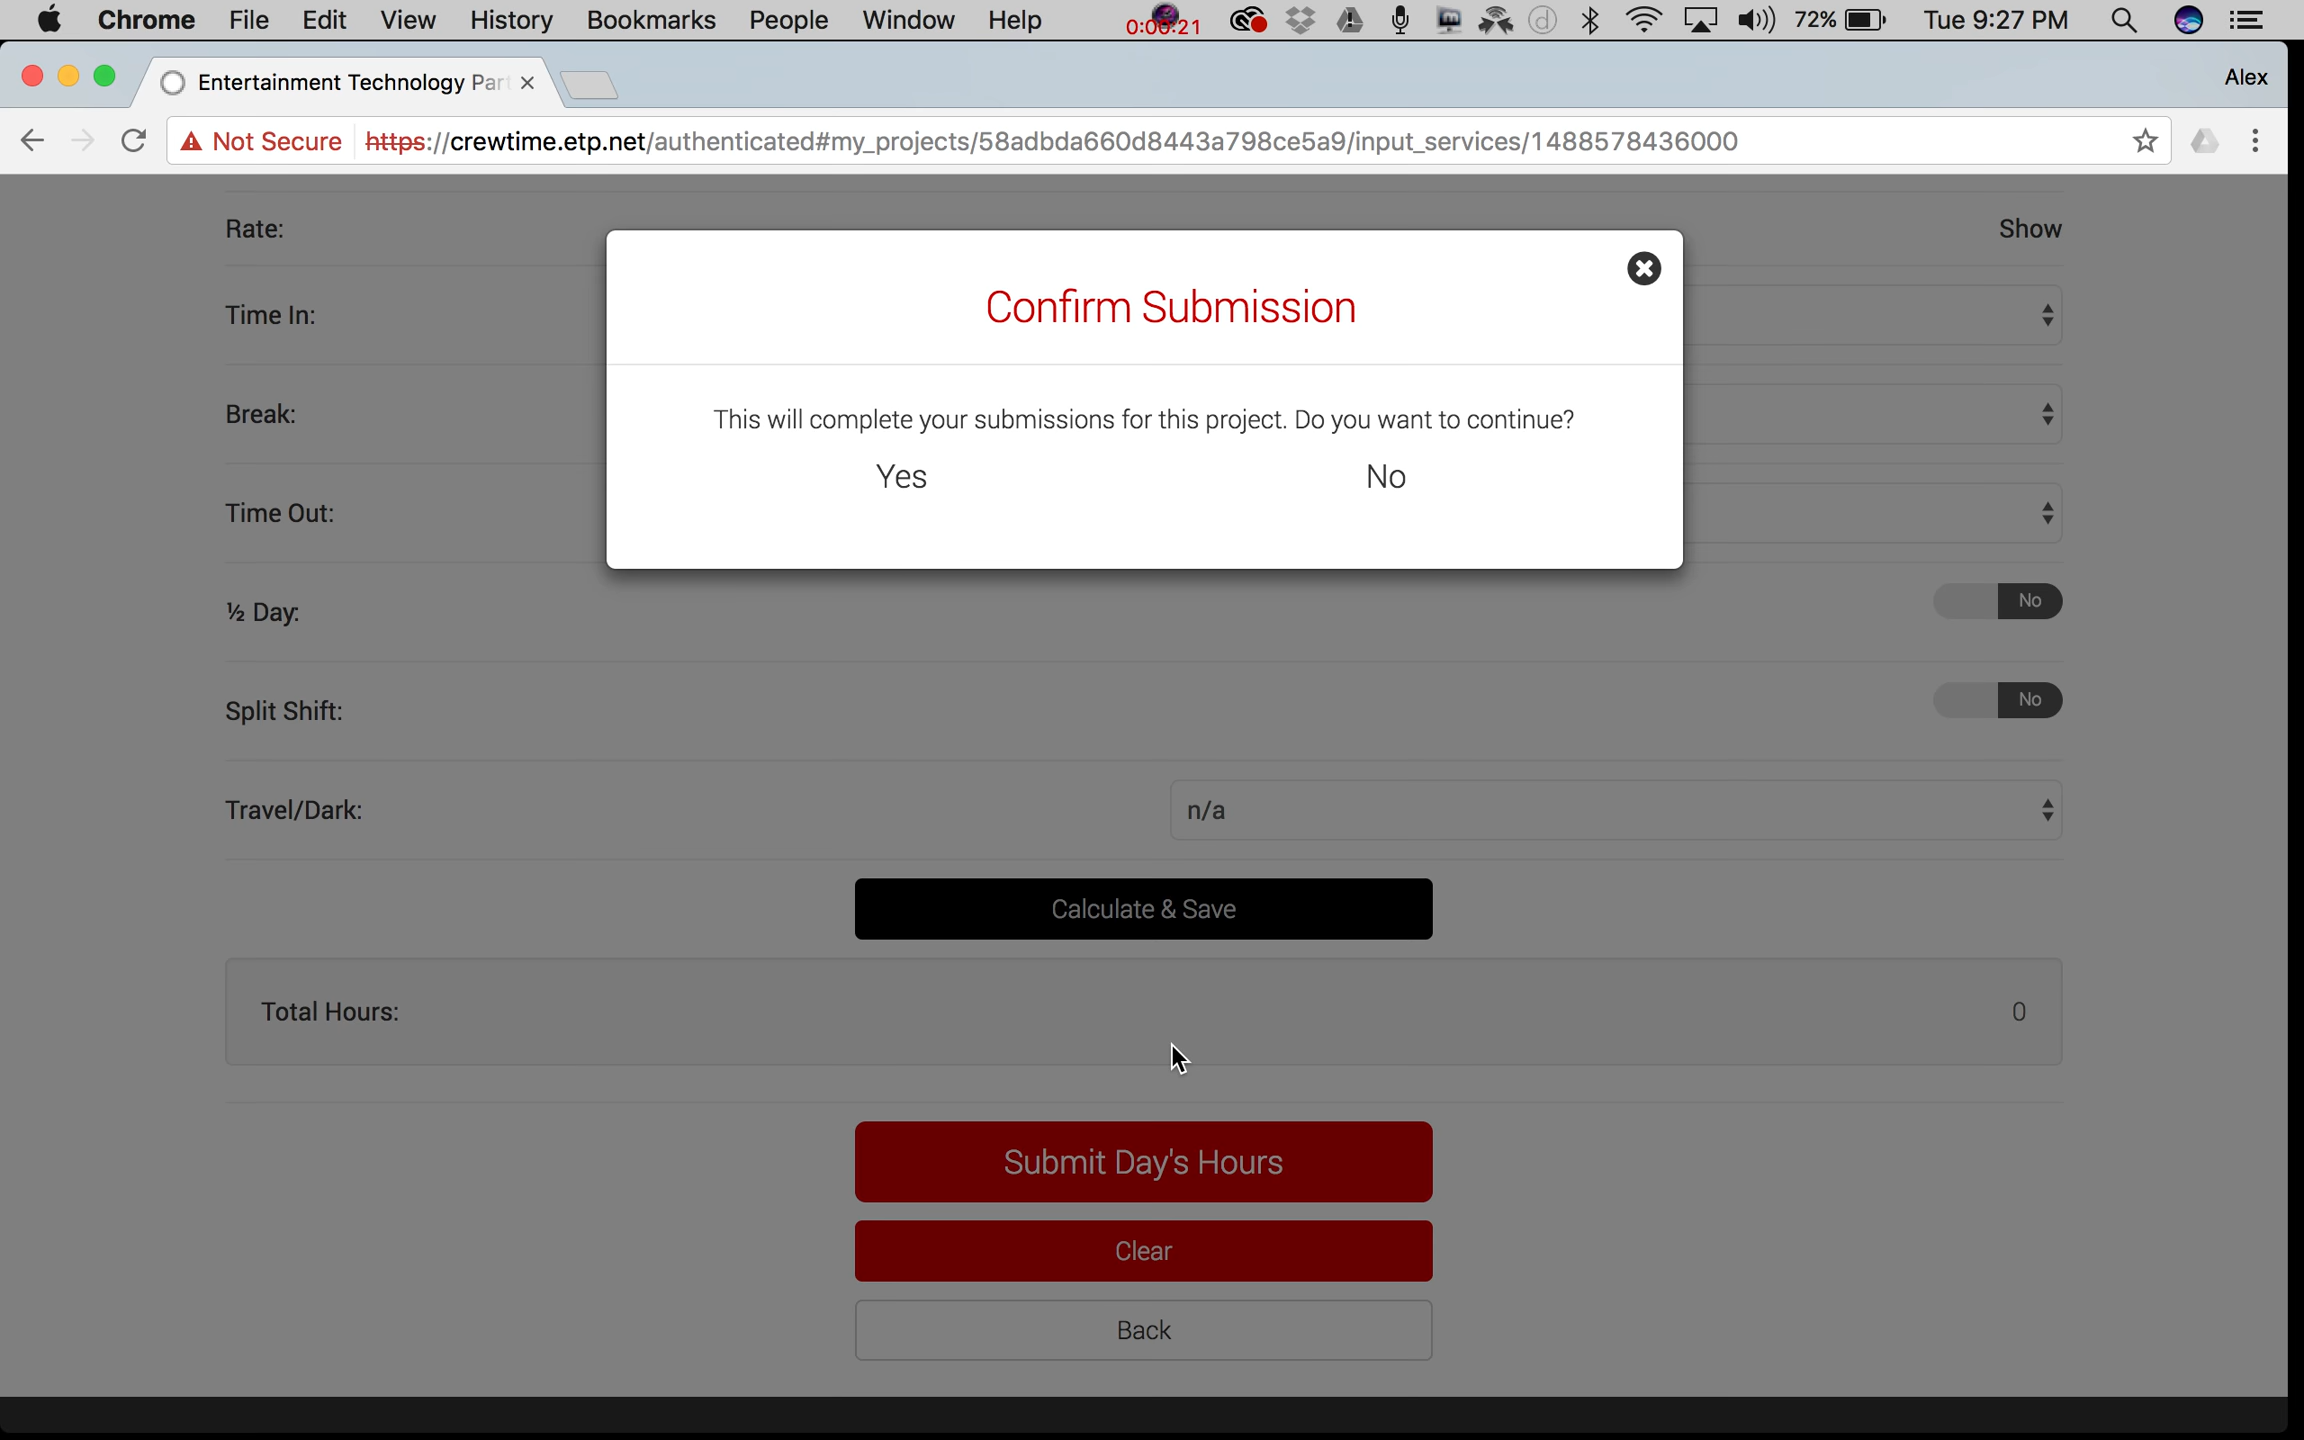 Chrome File Edit View History Bookmarks People Window Help 0:00:21 72% Tue 9:27 PM
Entertainment Technology Par Alex
Not Secure https://crewtime.etp.net/authenticated#my_projects/58adbda660d8443a798ce5a9/input_services/1488578436000
Rate: Show
Confirm Submission
Time In:
This will complete your submissions for this project. Do you want to continue?
Break:
Yes No
Time Out:
½ Day: No
Split Shift: No
Travel/Dark: n/a
Calculate & Save
Total Hours: 0
Submit Day's Hours
Clear
Back